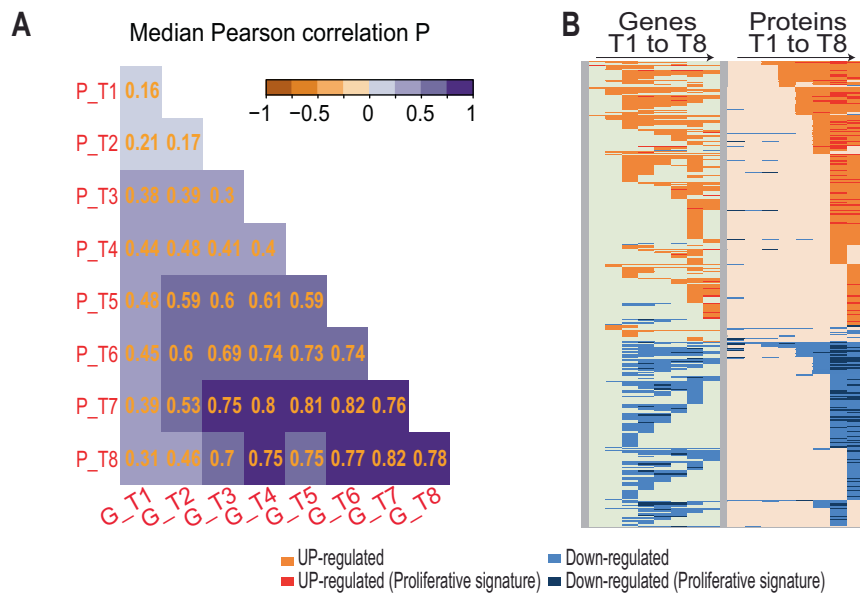 A
Median Pearson correlation P
−1
−0.5
0
0.5
1
P_T1
0.16
P_T2
0.21 0.17
P_T3
0.38 0.39 0.3
P_T4
0.44 0.48 0.41 0.4
P_T5
0.48 0.59 0.6 0.61 0.59
P_T6
0.45 0.6 0.69 0.74 0.73 0.74
P_T7
0.39 0.53 0.75 0.8 0.81 0.82 0.76
P_T8
0.31 0.46 0.7 0.75 0.75 0.77 0.82 0.78
G_T1 G_T2 G_T3 G_T4 G_T5 G_T6 G_T7 G_T8
B
Genes
T1 to T8
Proteins
T1 to T8
UP-regulated
UP-regulated (Proliferative signature)
Down-regulated
Down-regulated (Proliferative signature)